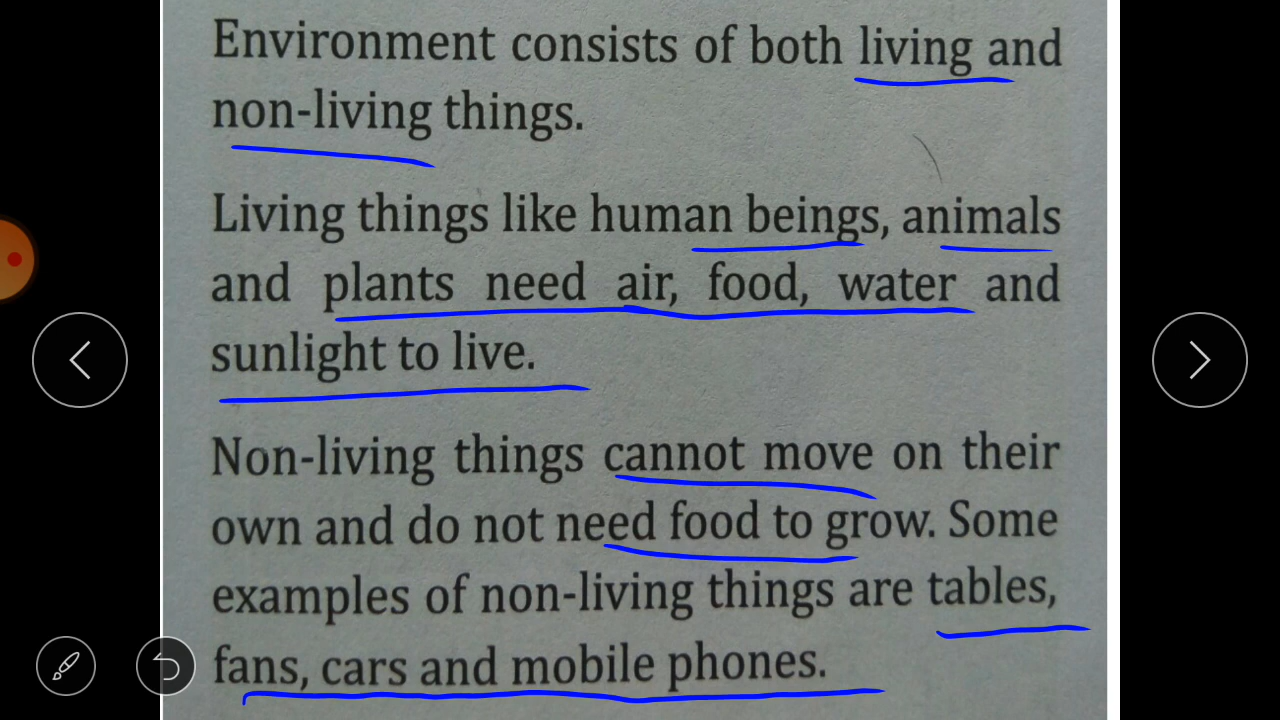 Environment consists of both living and
non-living things.
Living things like human beings, animals
and plants need air, food, water and
sunlight to live.
Non-living things cannot move on their
own and do not need food to grow. Some
examples of non-living things are tables,
fans, cars and mobile phones.